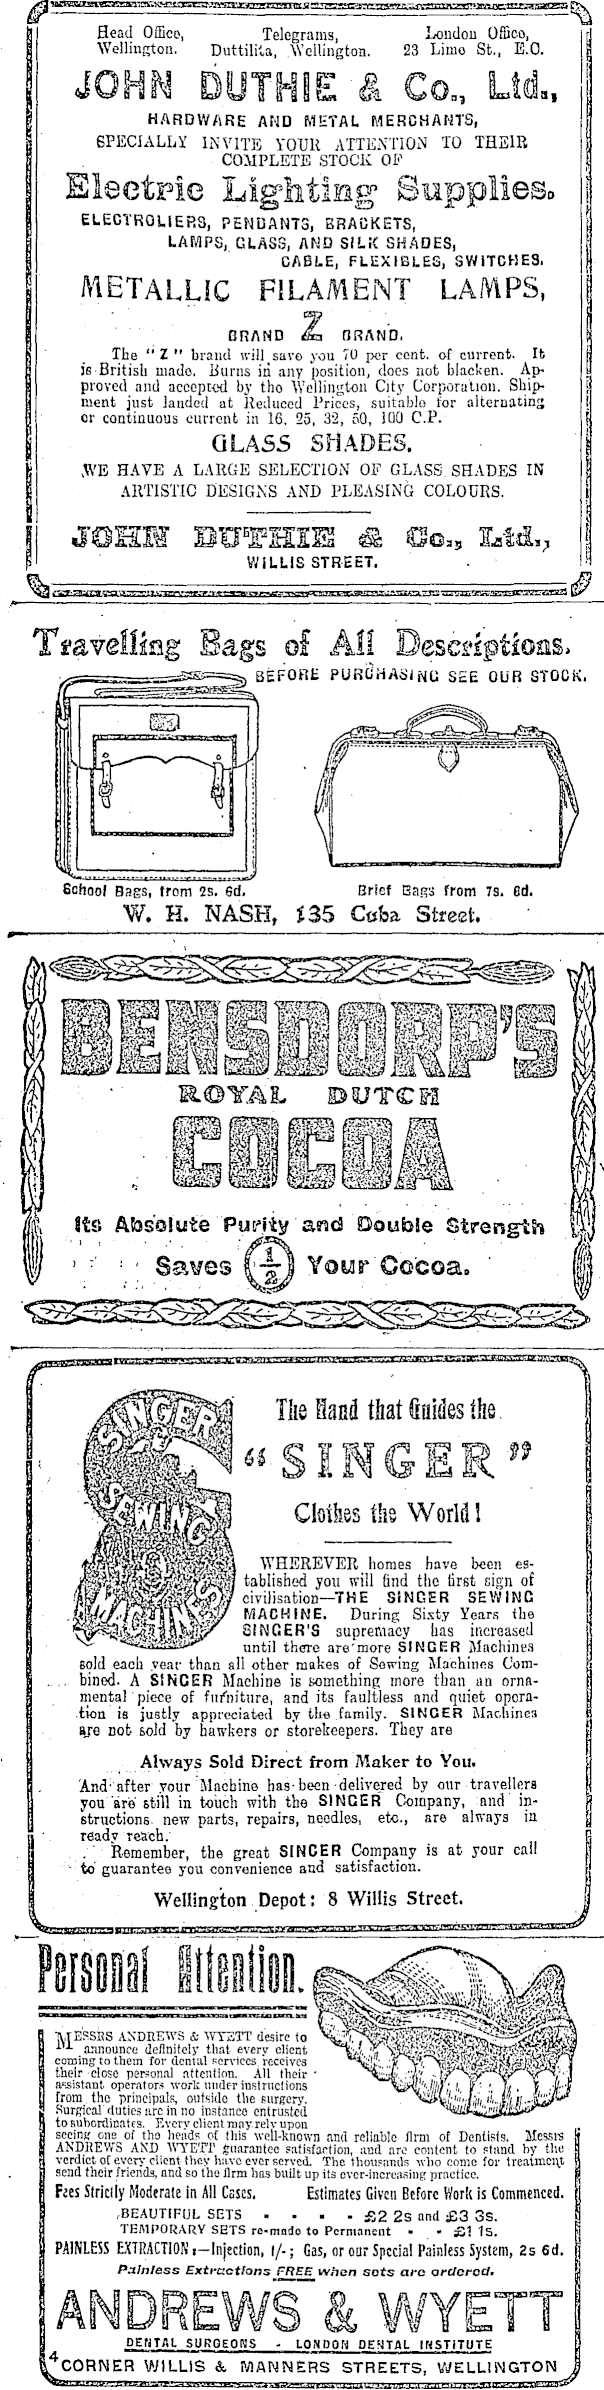 Head Office,
Wellington.
Telegrams,
Duttilita, Wellington.
London Office,
23 Lime St., E.C.
JOHN DUTHIE & Co., Ltd.,
HARDWARE AND METAL MERCHANTS,
SPECIALLY INVITE YOUR ATTENTION TO THEIR
COMPLETE STOCK OF
Electric Lighting Supplies.
ELECTROLIERS, PENDANTS, BRACKETS,
LAMPS, GLASS, AND SILK SHADES,
CABLE, FLEXIBLES, SWITCHES.
METALLIC FILAMENT LAMPS,
BRAND Z BRAND.
The "Z" brand will save you 70 per cent. of current. It
is British made. Burns in any position, does not blacken. Ap-
proved and accepted by the Wellington City Corporation. Ship-
ment just landed at Reduced Prices, suitable for alternating
or continuous current in 16, 25, 32, 50, 100 C.P.
GLASS SHADES.
WE HAVE A LARGE SELECTION OF GLASS SHADES IN
ARTISTIC DESIGNS AND PLEASING COLOURS.
JOHN DUTHIE & Co., Ltd.,
WILLIS STREET.
Travelling Bags of All Descriptions.
BEFORE PURCHASING SEE OUR STOCK.
School Bags, from 2s. 6d.
Brief Bags from 7s. 6d.
W. H. NASH, 135 Cuba Street.
BENSDORP'S
ROYAL DUTCH
COCOA
Its Absolute Purity and Double Strength
Saves 1/2 Your Cocoa.
SINGER
SEWING
MACHINES
The Hand that Guides the
"SINGER"
Clothes the World!
WHEREVER homes have been es-
tablished you will find the first sign of
civilisation—THE SINGER SEWING
MACHINE. During Sixty Years the
SINGER'S supremacy has increased
until there are more SINGER Machines
sold each year than all other makes of Sewing Machines Com-
bined. A SINGER Machine is something more than an orna-
mental piece of furniture, and its faultless and quiet opera-
tion is justly appreciated by the family. SINGER Machines
are not sold by hawkers or storekeepers. They are
Always Sold Direct from Maker to You.
And after your Machine has been delivered by our travellers
you are still in touch with the SINGER Company, and in-
structions new parts, repairs, needles, etc., are always in
ready reach.
Remember, the great SINGER Company is at your call
to guarantee you convenience and satisfaction.
Wellington Depot: 8 Willis Street.
Personal Attention.
MESSRS ANDREWS & WYETT desire to
announce definitely that every client
coming to them for dental services receives
their close personal attention. All their
assistant operators work under instructions
from the principals, outside the surgery.
Surgical duties are in no instance entrusted
to subordinates. Every client may rely upon
seeing one of the heads of this well-known and reliable firm of Dentists. Messrs
ANDREWS AND WYETT guarantee satisfaction, and are content to stand by the
verdict of every client they have ever served. The thousands who come for treatment
send their friends, and so the firm has built up its ever-increasing practice.
Fees Strictly Moderate in All Cases. Estimates Given Before Work is Commenced.
BEAUTIFUL SETS - - - - £2 2s and £3 3s.
TEMPORARY SETS re-made to Permanent - - £1 1s.
PAINLESS EXTRACTION:—Injection, 1/-; Gas, or our Special Painless System, 2s 6d.
Painless Extractions FREE when sets are ordered.
ANDREWS & WYETT
DENTAL SURGEONS - LONDON DENTAL INSTITUTE
4 CORNER WILLIS & MANNERS STREETS, WELLINGTON